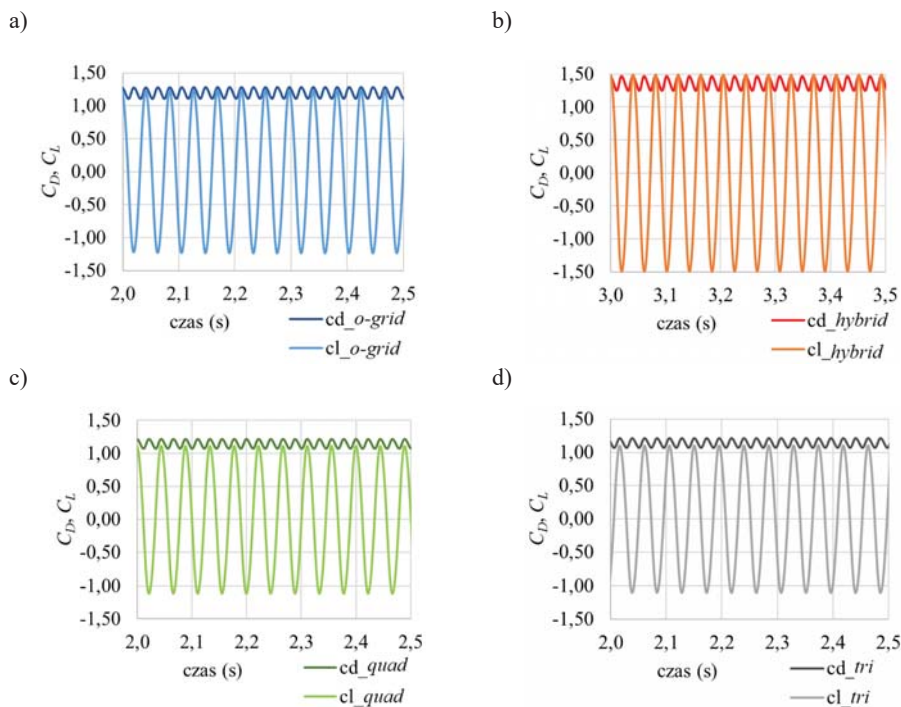 a)
1,50
1,00
0,50
0,00
-0,50
-1,00
-1,50
C_D, C_L
2,0 2,1 2,2 2,3 2,4 2,5
czas (s)
cd_o-grid
cl_o-grid
b)
1,50
1,00
0,50
0,00
-0,50
-1,00
-1,50
C_D, C_L
3,0 3,1 3,2 3,3 3,4 3,5
czas (s)
cd_hybrid
cl_hybrid
c)
1,50
1,00
0,50
0,00
-0,50
-1,00
-1,50
C_D, C_L
2,0 2,1 2,2 2,3 2,4 2,5
czas (s)
cd_quad
cl_quad
d)
1,50
1,00
0,50
0,00
-0,50
-1,00
-1,50
C_D, C_L
2,0 2,1 2,2 2,3 2,4 2,5
czas (s)
cd_tri
cl_tri